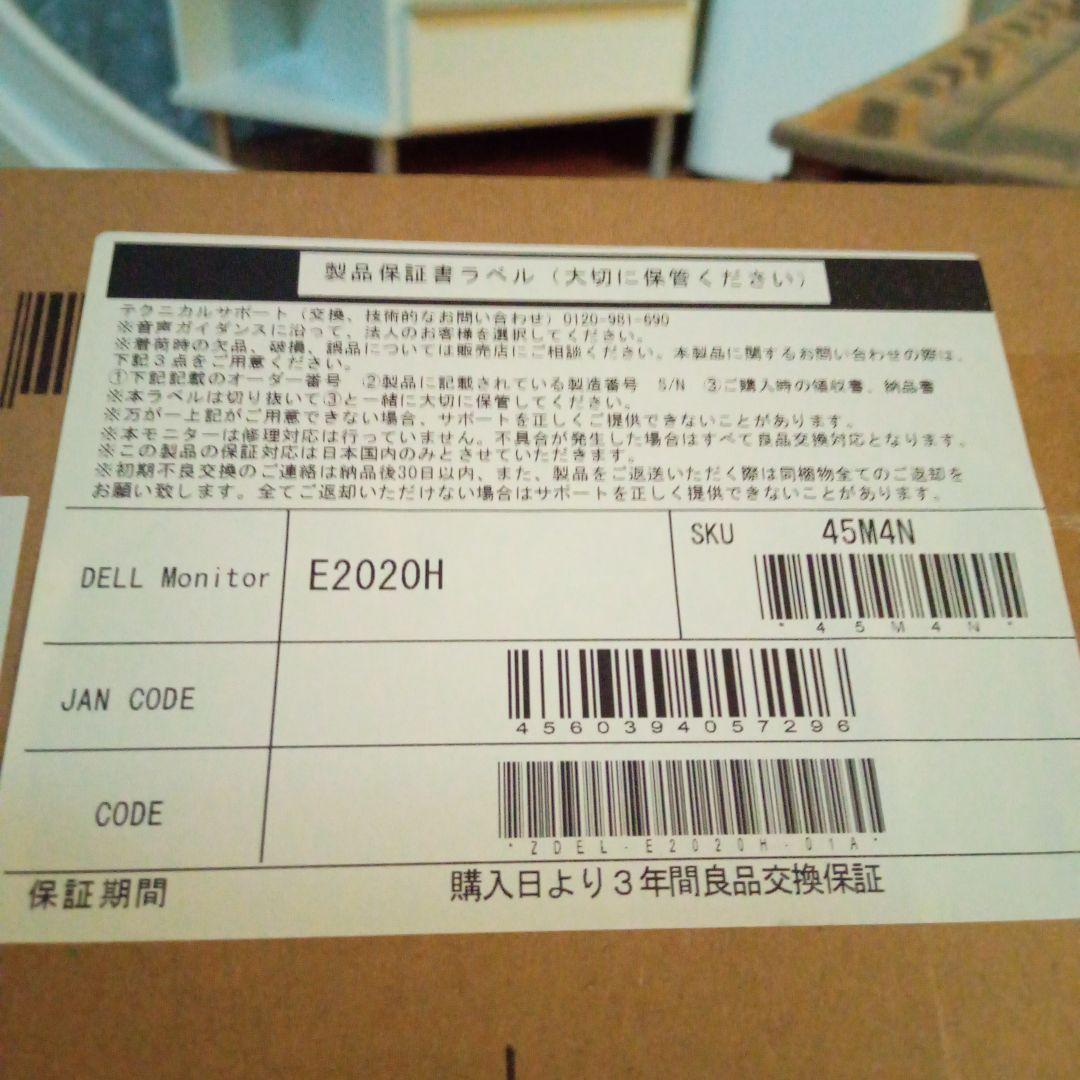 製品保証書ラベル（大切に保管ください）
テクニカルサポート（交換、技術的なお問い合わせ）0120-981-690
※音声ガイダンスに沿って、法人のお客様を選択してください。
※着荷時の欠品、破損、誤品については販売店にご相談ください。本製品に関するお問い合わせの際は、
下記３点をご用意ください。
①下記記載のオーダー番号　②製品に記載されている製造番号　S/N　③ご購入時の領収書、納品書
※本ラベルは切り抜いて③と一緒に大切に保管してください。
※万が一上記がご用意できない場合、サポートを正しくご提供できないことがあります。
※本モニターは修理対応は行っていません。不具合が発生した場合はすべて良品交換対応となります。
※この製品の保証対応は日本国内のみとさせていただきます。
※初期不良交換のご連絡は納品後30日以内、また、製品をご返送いただく際は同梱物全てのご返却を
お願い致します。全てご返却いただけない場合はサポートを正しく提供できないことがあります。
DELL Monitor E2020H SKU 45M4N
*45M4N*
JAN CODE
4560394057296
CODE
*ZDEL-E2020H-01A*
保証期間 購入日より３年間良品交換保証